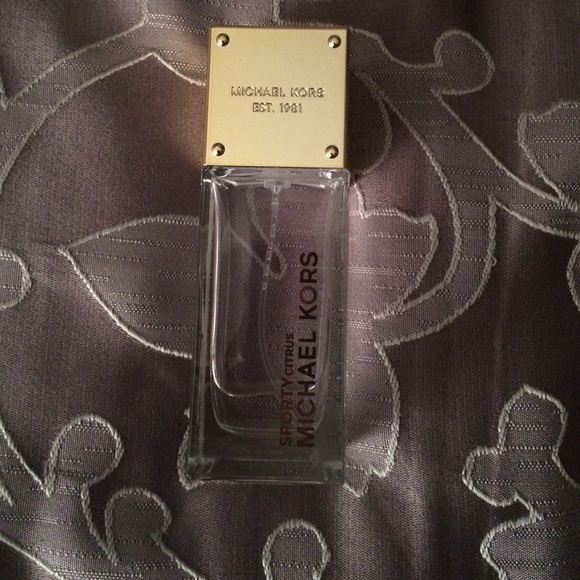 MICHAEL KORS
EST. 1981
SPORTY CITRUS
MICHAEL KORS